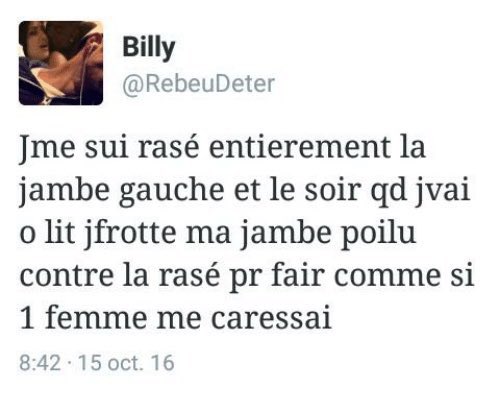 Billy
@RebeuDeter
Jme sui rasé entierement la
jambe gauche et le soir qd jvai
o lit jfrotte ma jambe poilu
contre la rasé pr fair comme si
1 femme me caressai
8:42 · 15 oct. 16